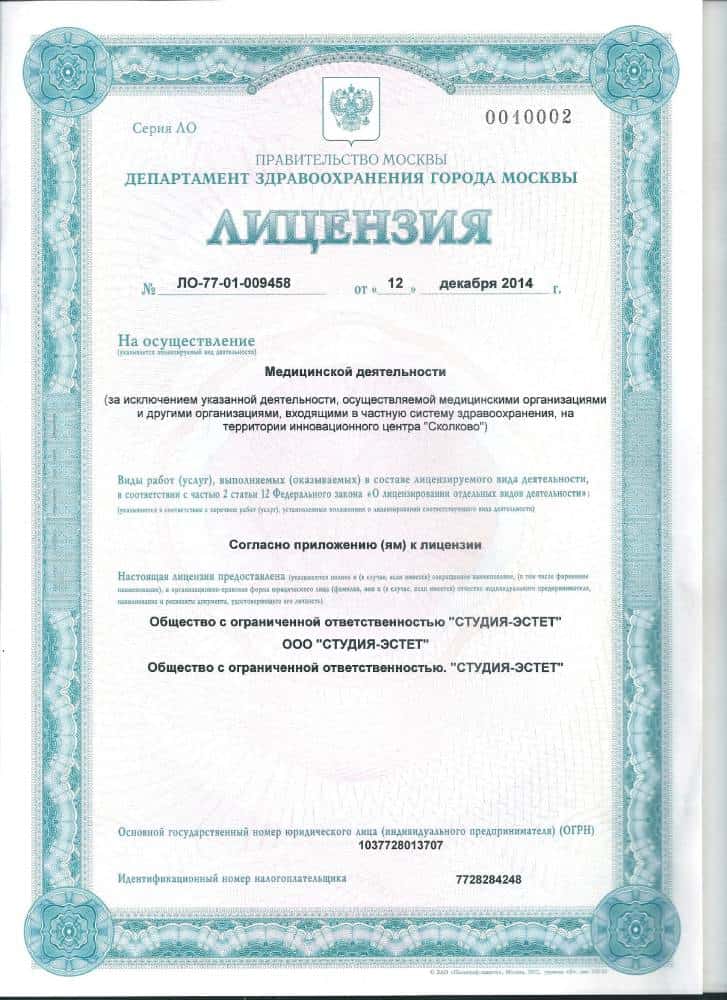 Серия ЛО
0010002
ПРАВИТЕЛЬСТВО МОСКВЫ
ДЕПАРТАМЕНТ ЗДРАВООХРАНЕНИЯ ГОРОДА МОСКВЫ
ЛИЦЕНЗИЯ
№ ЛО-77-01-009458 от « 12 » декабря 2014 г.
На осуществление
(указывается лицензируемый вид деятельности)
Медицинской деятельности
(за исключением указанной деятельности, осуществляемой медицинскими организациями
и другими организациями, входящими в частную систему здравоохранения, на
территории инновационного центра "Сколково")
Виды работ (услуг), выполняемых (оказываемых) в составе лицензируемого вида деятельности,
в соответствии с частью 2 статьи 12 Федерального закона «О лицензировании отдельных видов деятельности»:
(указываются в соответствии с перечнем работ (услуг), установленным положением о лицензировании соответствующего вида деятельности)
Согласно приложению (ям) к лицензии
Настоящая лицензия предоставлена (указываются полное и (в случае, если имеется) сокращенное наименование, (в том числе фирменное
наименование), и организационно-правовая форма юридического лица (фамилия, имя и (в случае, если имеется) отчество индивидуального предпринимателя,
наименование и реквизиты документа, удостоверяющего его личность)
Общество с ограниченной ответственностью "СТУДИЯ-ЭСТЕТ"
ООО "СТУДИЯ-ЭСТЕТ"
Общество с ограниченной ответственностью. "СТУДИЯ-ЭСТЕТ"
Основной государственный номер юридического лица (индивидуального предпринимателя) (ОГРН)
1037728013707
Идентификационный номер налогоплательщика 7728284248